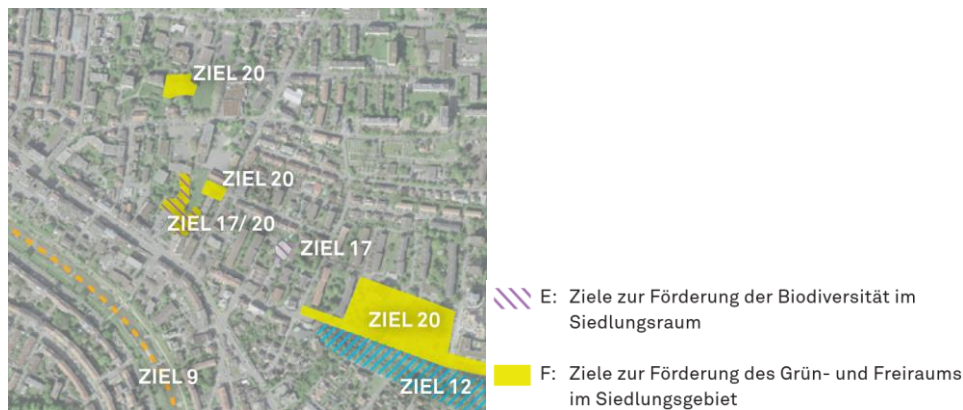 ZIEL 20
ZIEL 20
ZIEL 17/ 20
ZIEL 17
ZIEL 20
ZIEL 9
ZIEL 12
E: Ziele zur Förderung der Biodiversität im
Siedlungsraum
F: Ziele zur Förderung des Grün- und Freiraums
im Siedlungsgebiet